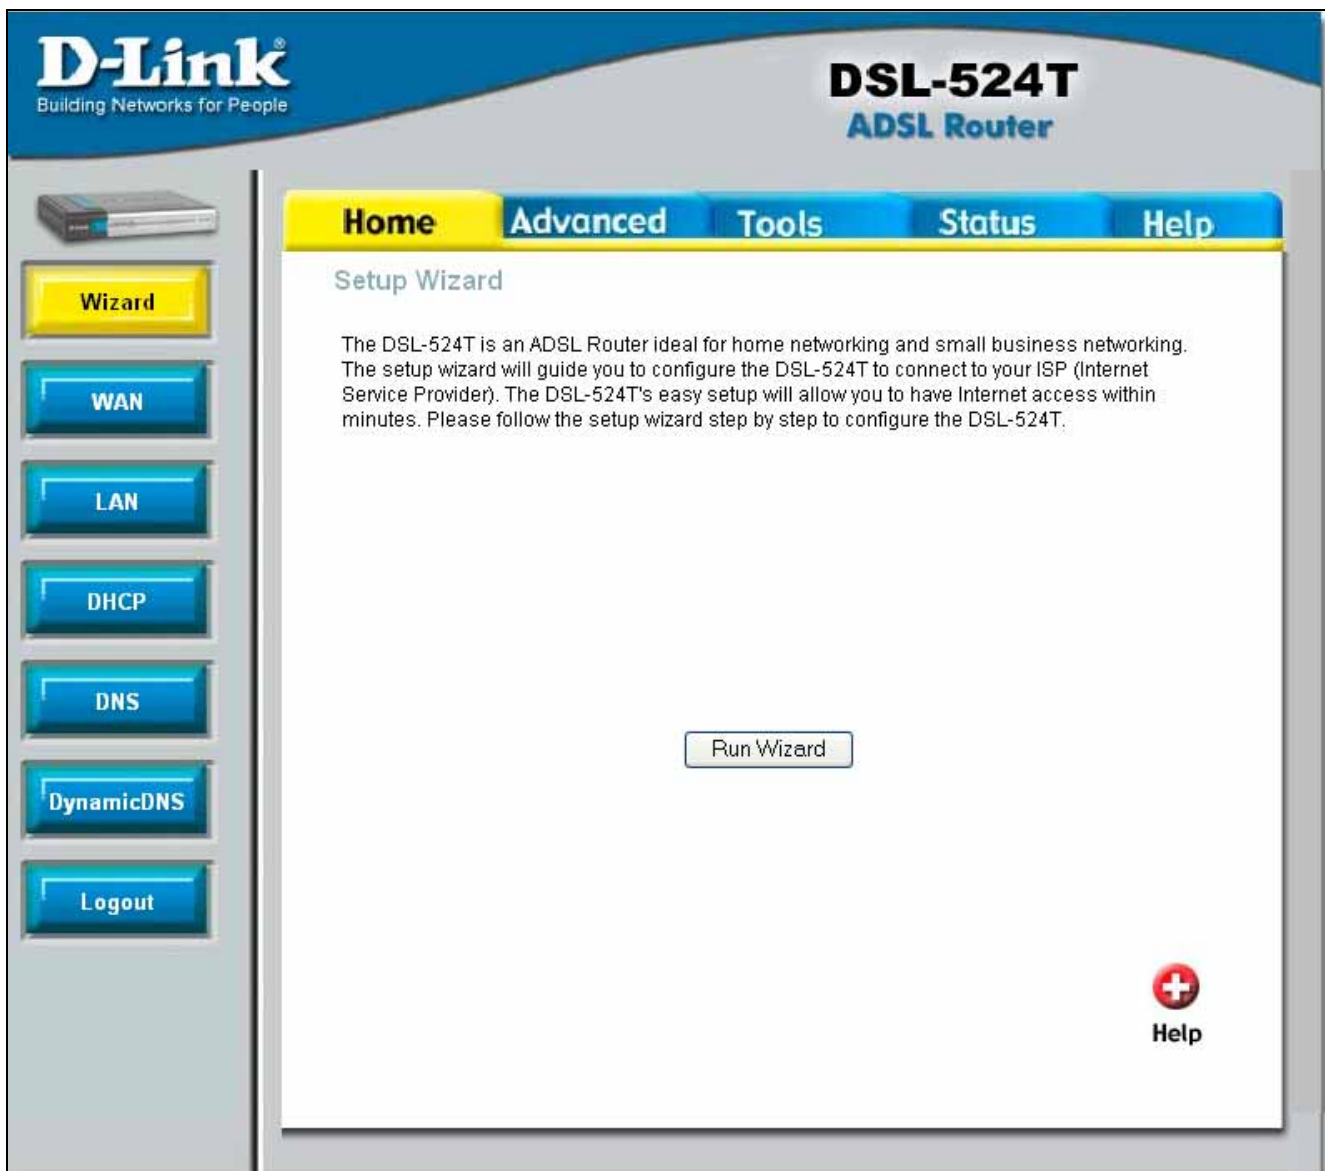 D-Link®
Building Networks for People
DSL-524T
ADSL Router
Home
Advanced
Tools
Status
Help
Wizard
WAN
LAN
DHCP
DNS
DynamicDNS
Logout
Setup Wizard
The DSL-524T is an ADSL Router ideal for home networking and small business networking.
The setup wizard will guide you to configure the DSL-524T to connect to your ISP (Internet
Service Provider). The DSL-524T's easy setup will allow you to have Internet access within
minutes. Please follow the setup wizard step by step to configure the DSL-524T.
Run Wizard
Help